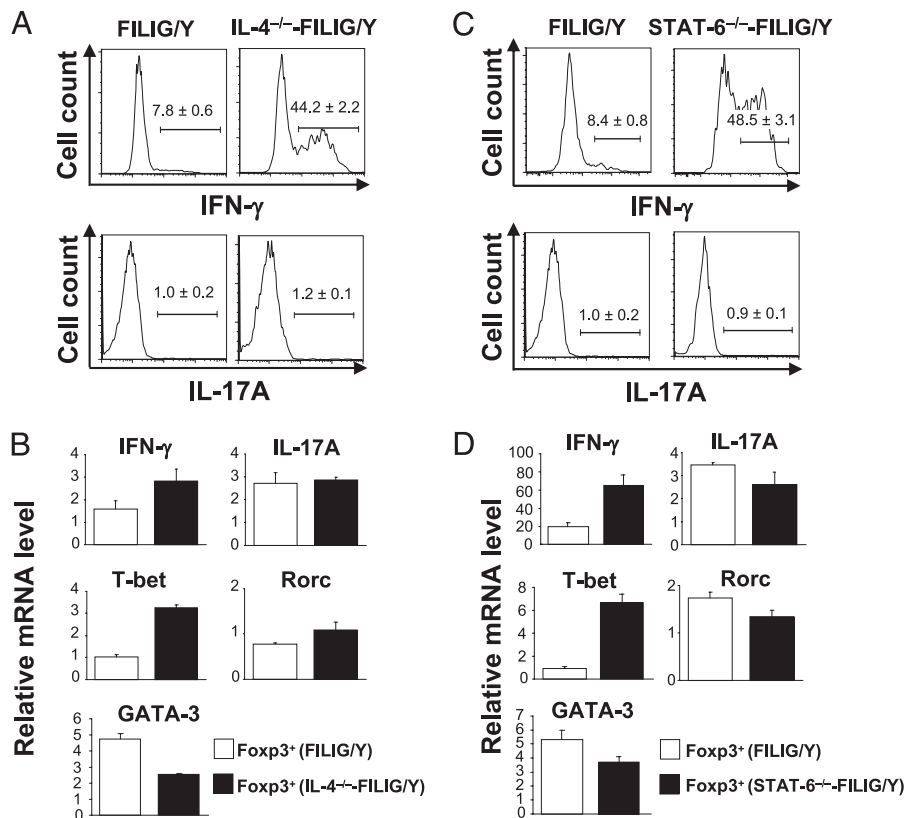 A
FILIG/Y
IL-4⁻/⁻-FILIG/Y
Cell count
7.8 ± 0.6
44.2 ± 2.2
IFN-γ
Cell count
1.0 ± 0.2
1.2 ± 0.1
IL-17A
B
Relative mRNA level
IFN-γ
4
3
2
1
0
IL-17A
4
3
2
1
0
T-bet
4
3
2
1
0
Rorc
2
1
0
GATA-3
6
5
4
3
2
1
0
Foxp3⁺ (FILIG/Y)
Foxp3⁺ (IL-4⁻/⁻-FILIG/Y)
C
FILIG/Y
STAT-6⁻/⁻-FILIG/Y
Cell count
8.4 ± 0.8
48.5 ± 3.1
IFN-γ
Cell count
1.0 ± 0.2
0.9 ± 0.1
IL-17A
D
Relative mRNA level
IFN-γ
100
80
60
40
20
0
IL-17A
4
3
2
1
0
T-bet
8
6
4
2
0
Rorc
2
1
0
GATA-3
7
6
5
4
3
2
1
0
Foxp3⁺ (FILIG/Y)
Foxp3⁺ (STAT-6⁻/⁻-FILIG/Y)